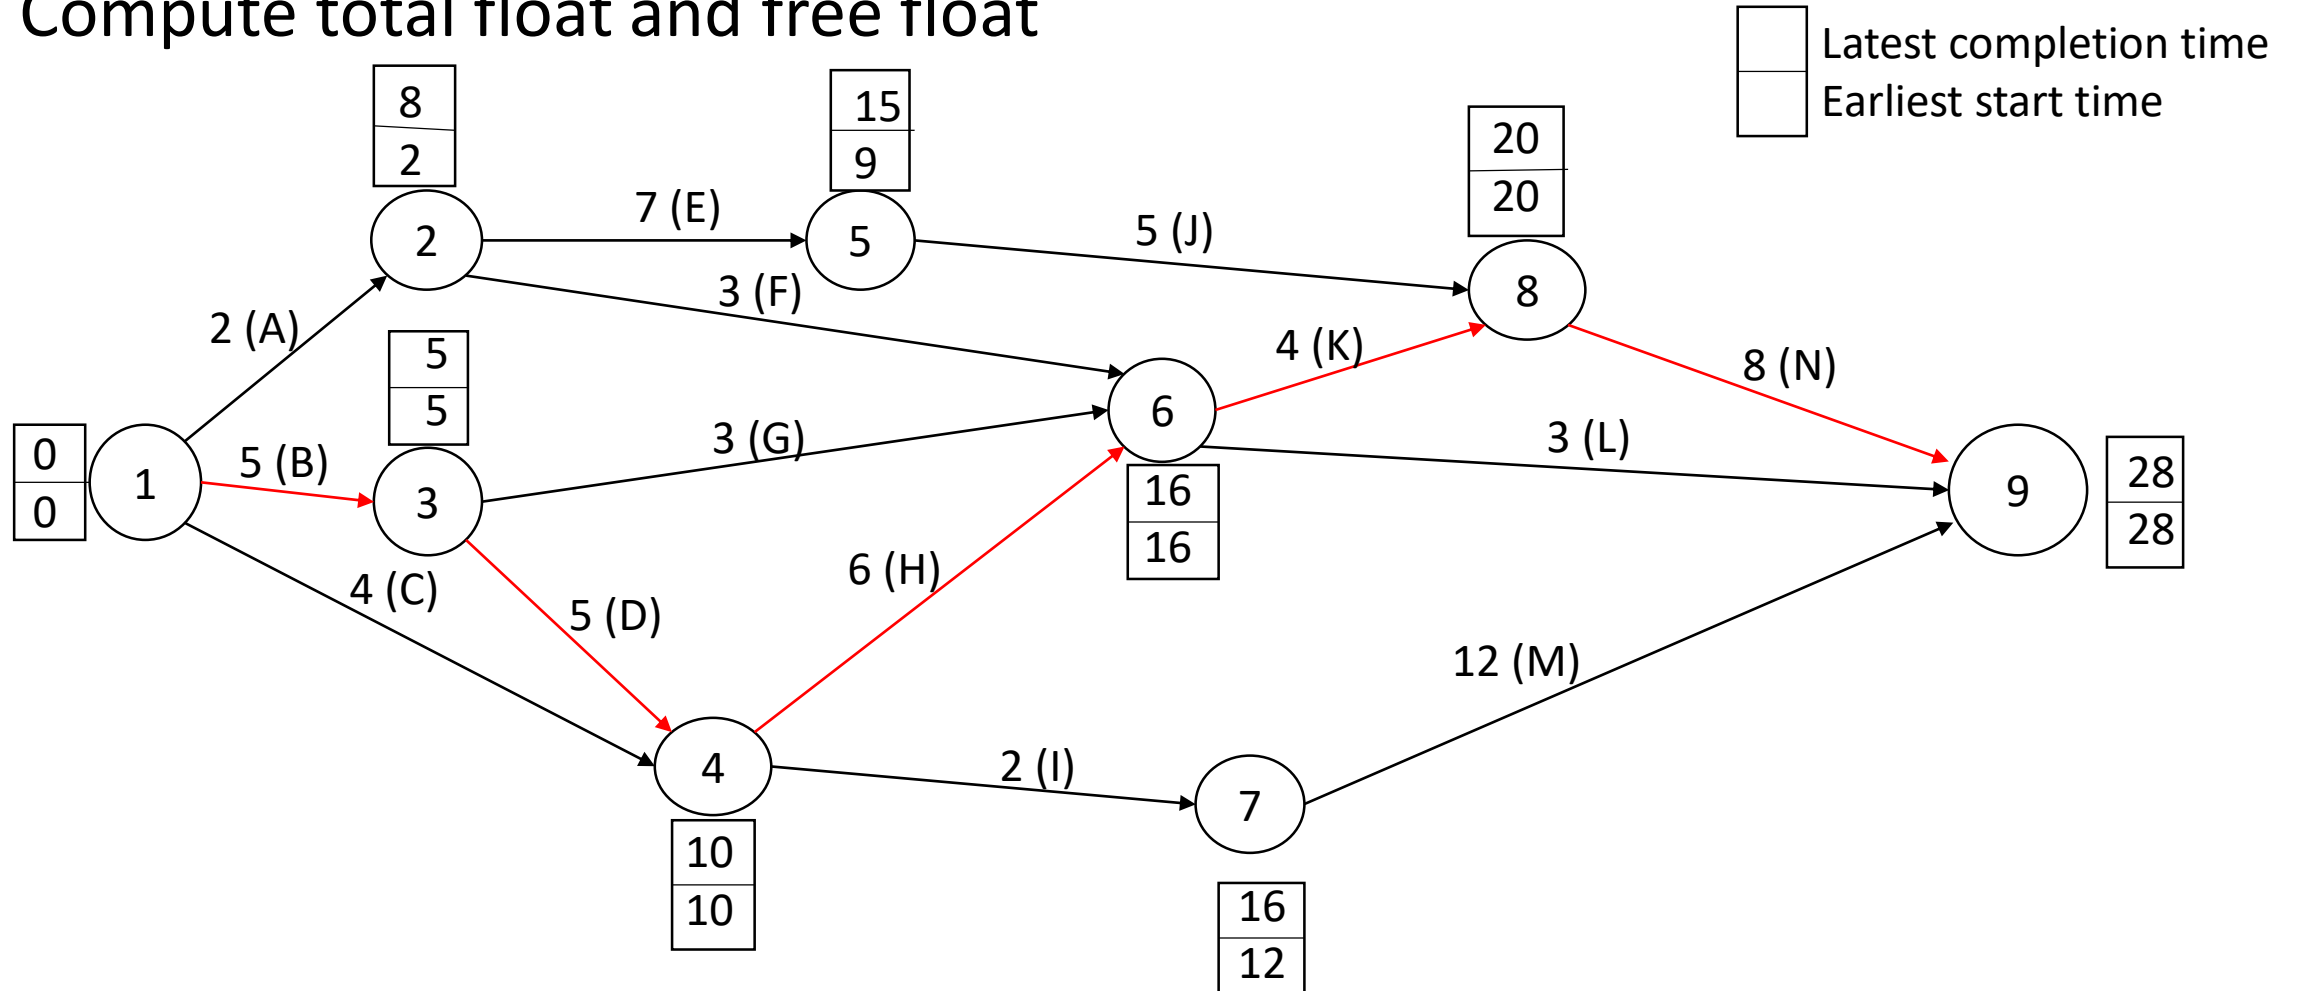 Compute total float and free float
Latest completion time
Earliest start time
8
2
15
9
20
20
7 (E)
5 (J)
2
5
8
3 (F)
2 (A)
5
5
4 (K)
8 (N)
6
3 (L)
3 (G)
0
0
1
5 (B)
3
16
16
9
28
28
4 (C)
5 (D)
6 (H)
12 (M)
4
2 (I)
7
10
10
16
12